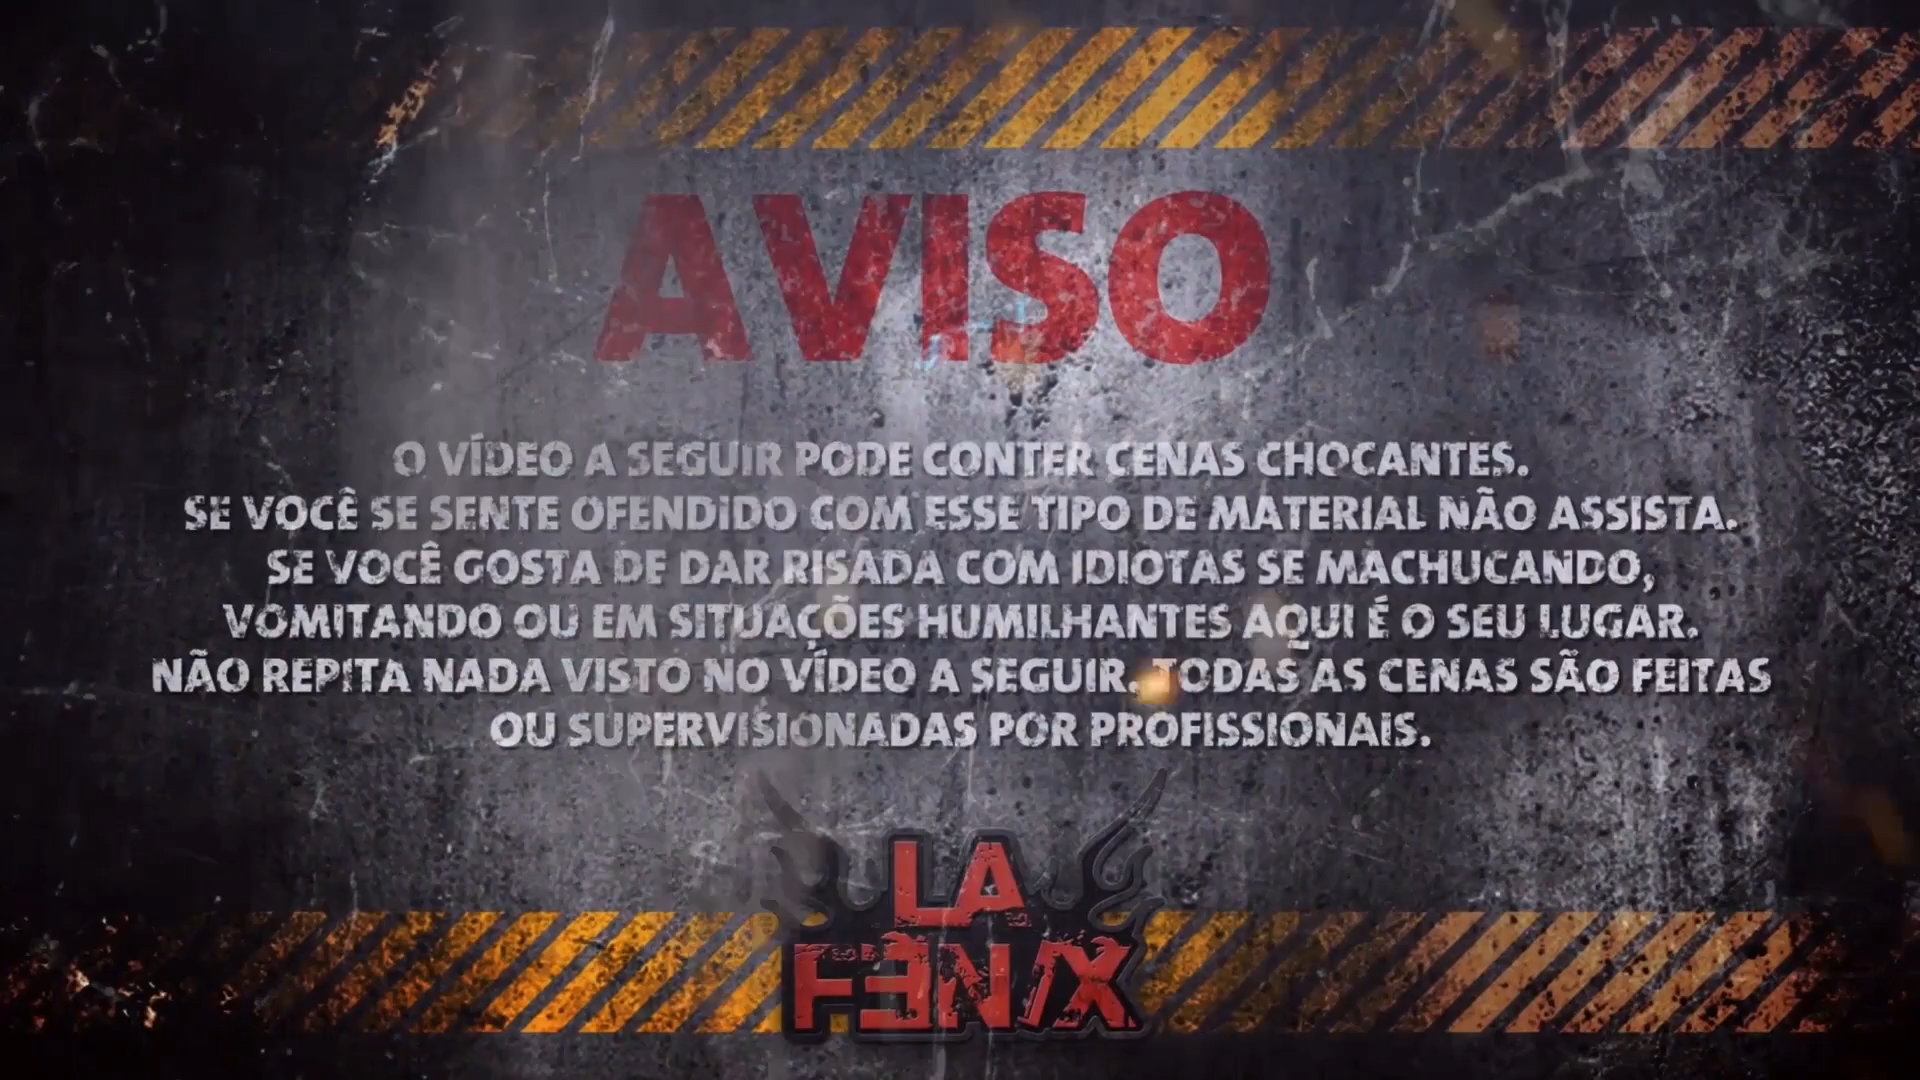 AVISO
O VÍDEO A SEGUIR PODE CONTER CENAS CHOCANTES.
SE VOCÊ SE SENTE OFENDIDO COM ESSE TIPO DE MATERIAL NÃO ASSISTA.
SE VOCÊ GOSTA DE DAR RISADA COM IDIOTAS SE MACHUCANDO,
VOMITANDO OU EM SITUAÇÕES HUMILHANTES AQUI É O SEU LUGAR.
NÃO REPITA NADA VISTO NO VÍDEO A SEGUIR. TODAS AS CENAS SÃO FEITAS
OU SUPERVISIONADAS POR PROFISSIONAIS.
LA
FENIX